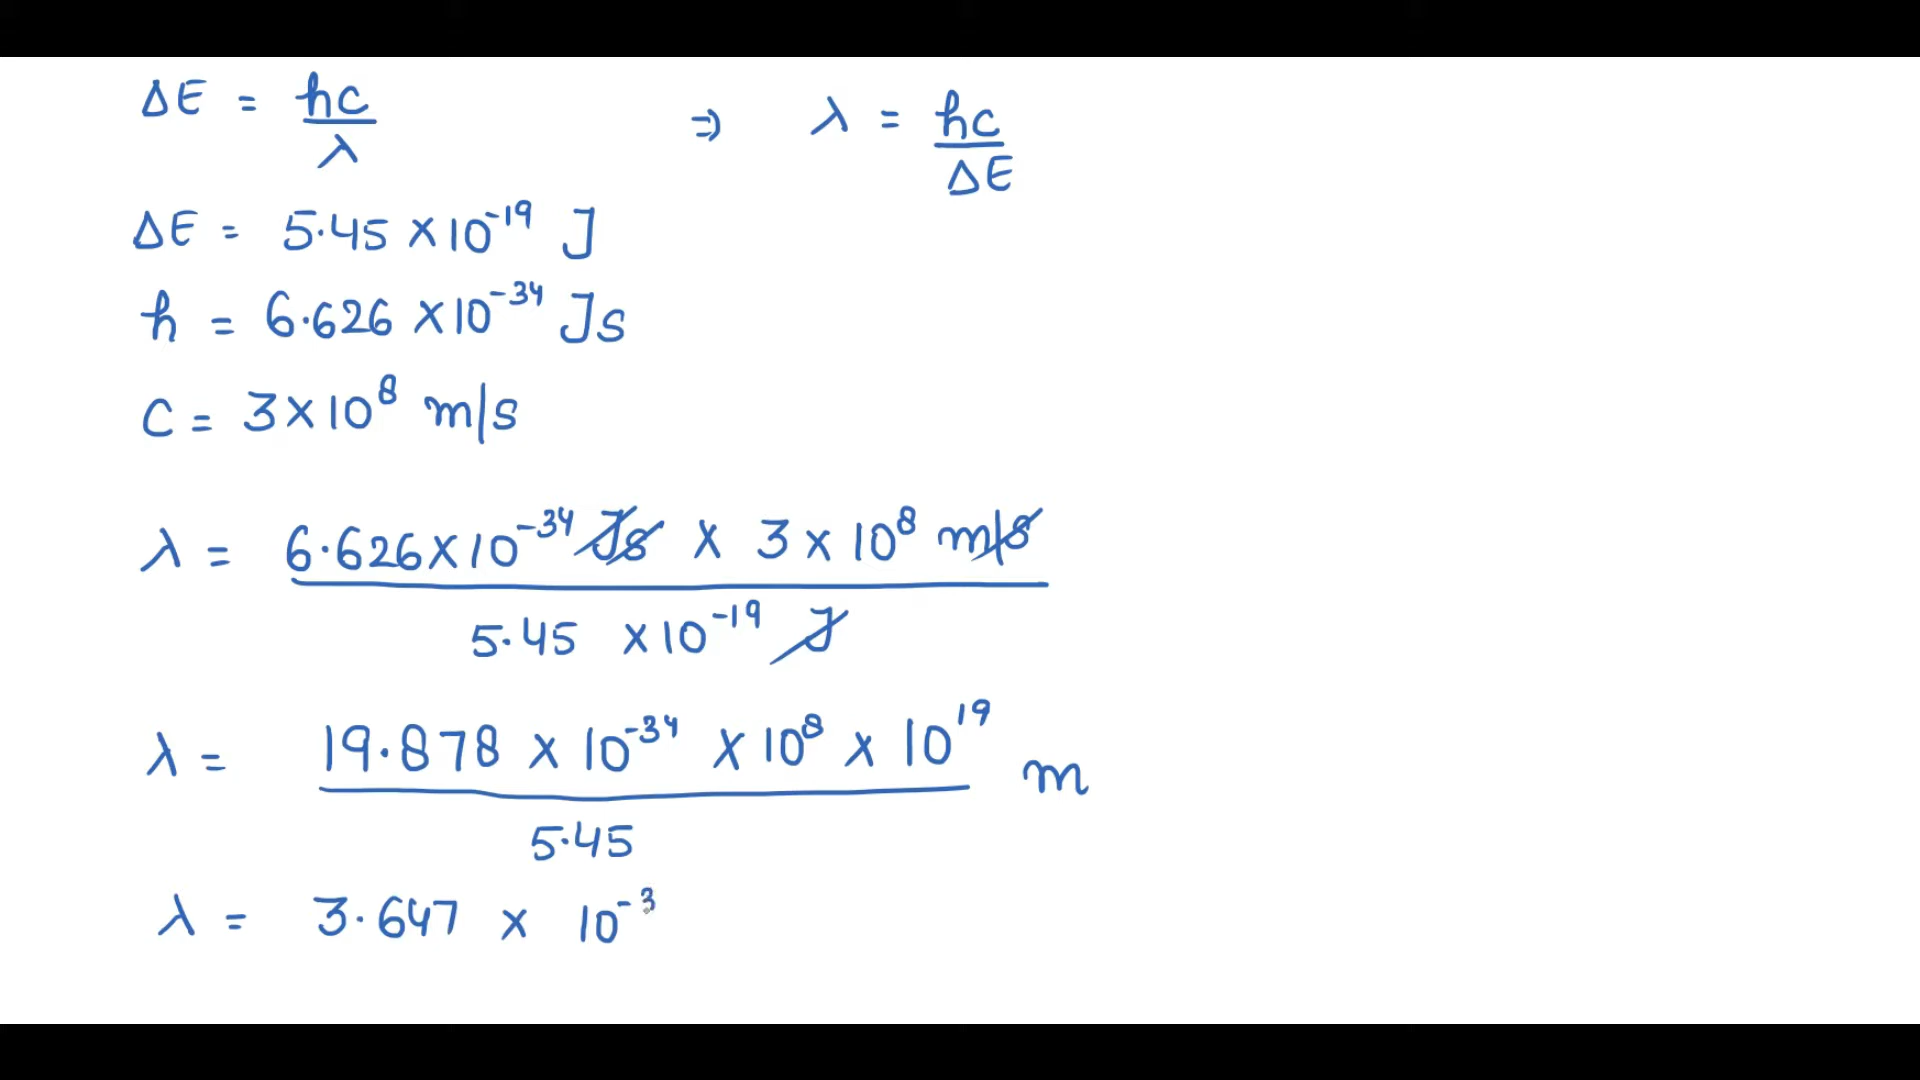 ΔE = hc/λ ⇒ λ = hc/ΔE
ΔE = 5.45 × 10⁻¹⁹ J
h = 6.626 × 10⁻³⁴ Js
C = 3 × 10⁸ m/s
λ = 6.626 × 10⁻³⁴ Js × 3 × 10⁸ m/s
5.45 × 10⁻¹⁹ J
λ = 19.878 × 10⁻³⁴ × 10⁸ × 10¹⁹ m
5.45
λ = 3.647 × 10⁻³